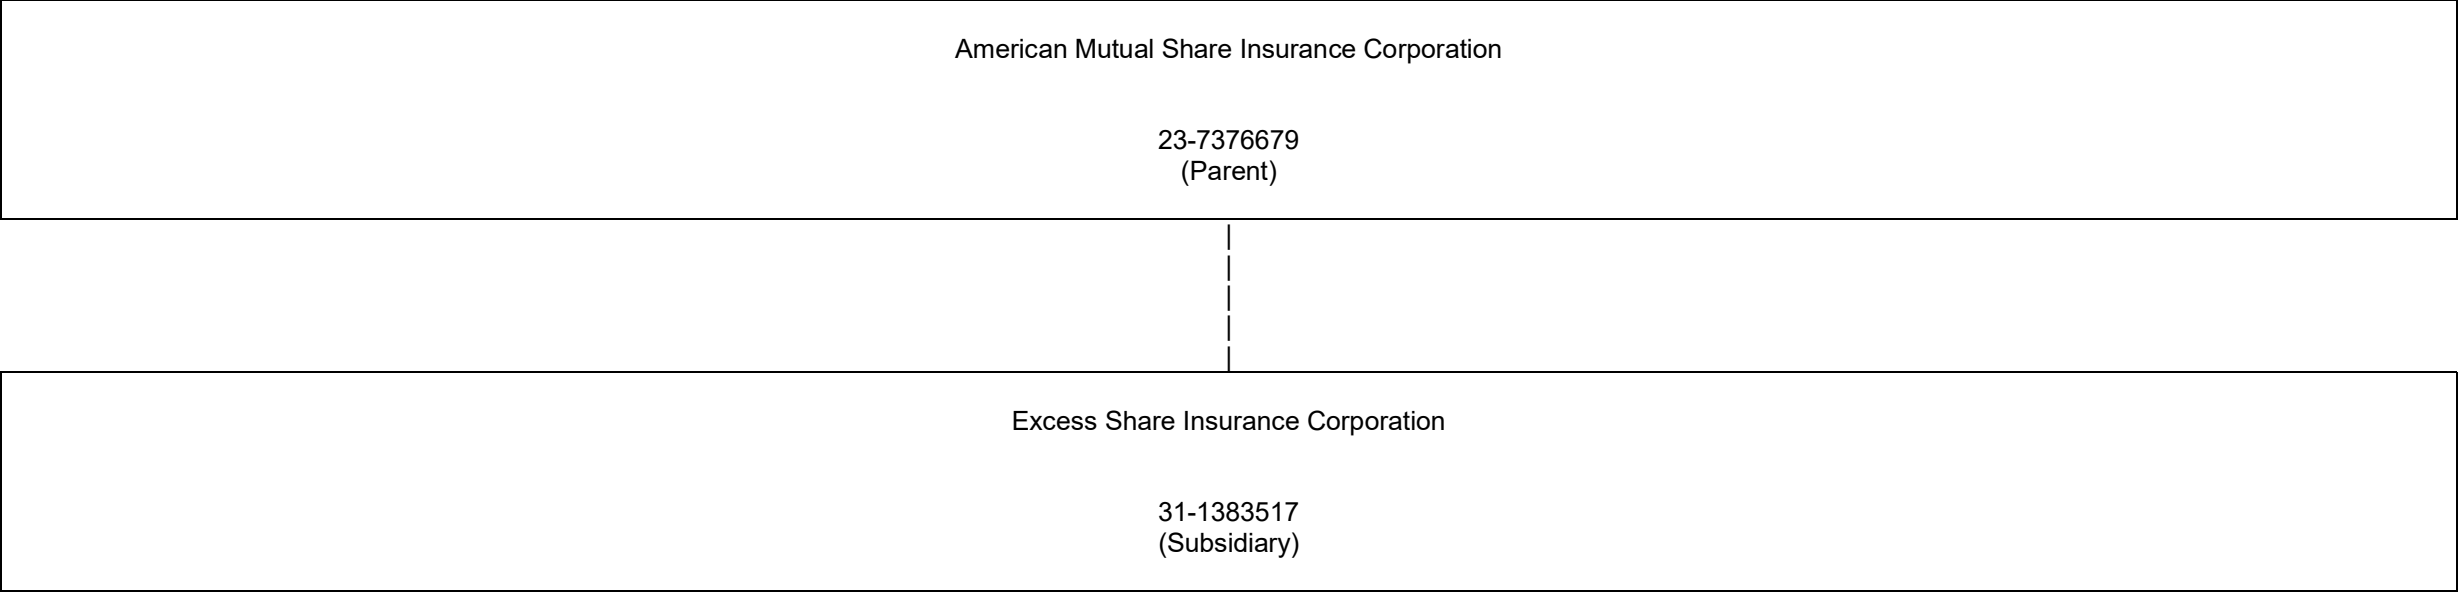 American Mutual Share Insurance Corporation
23-7376679
(Parent)
Excess Share Insurance Corporation
31-1383517
(Subsidiary)